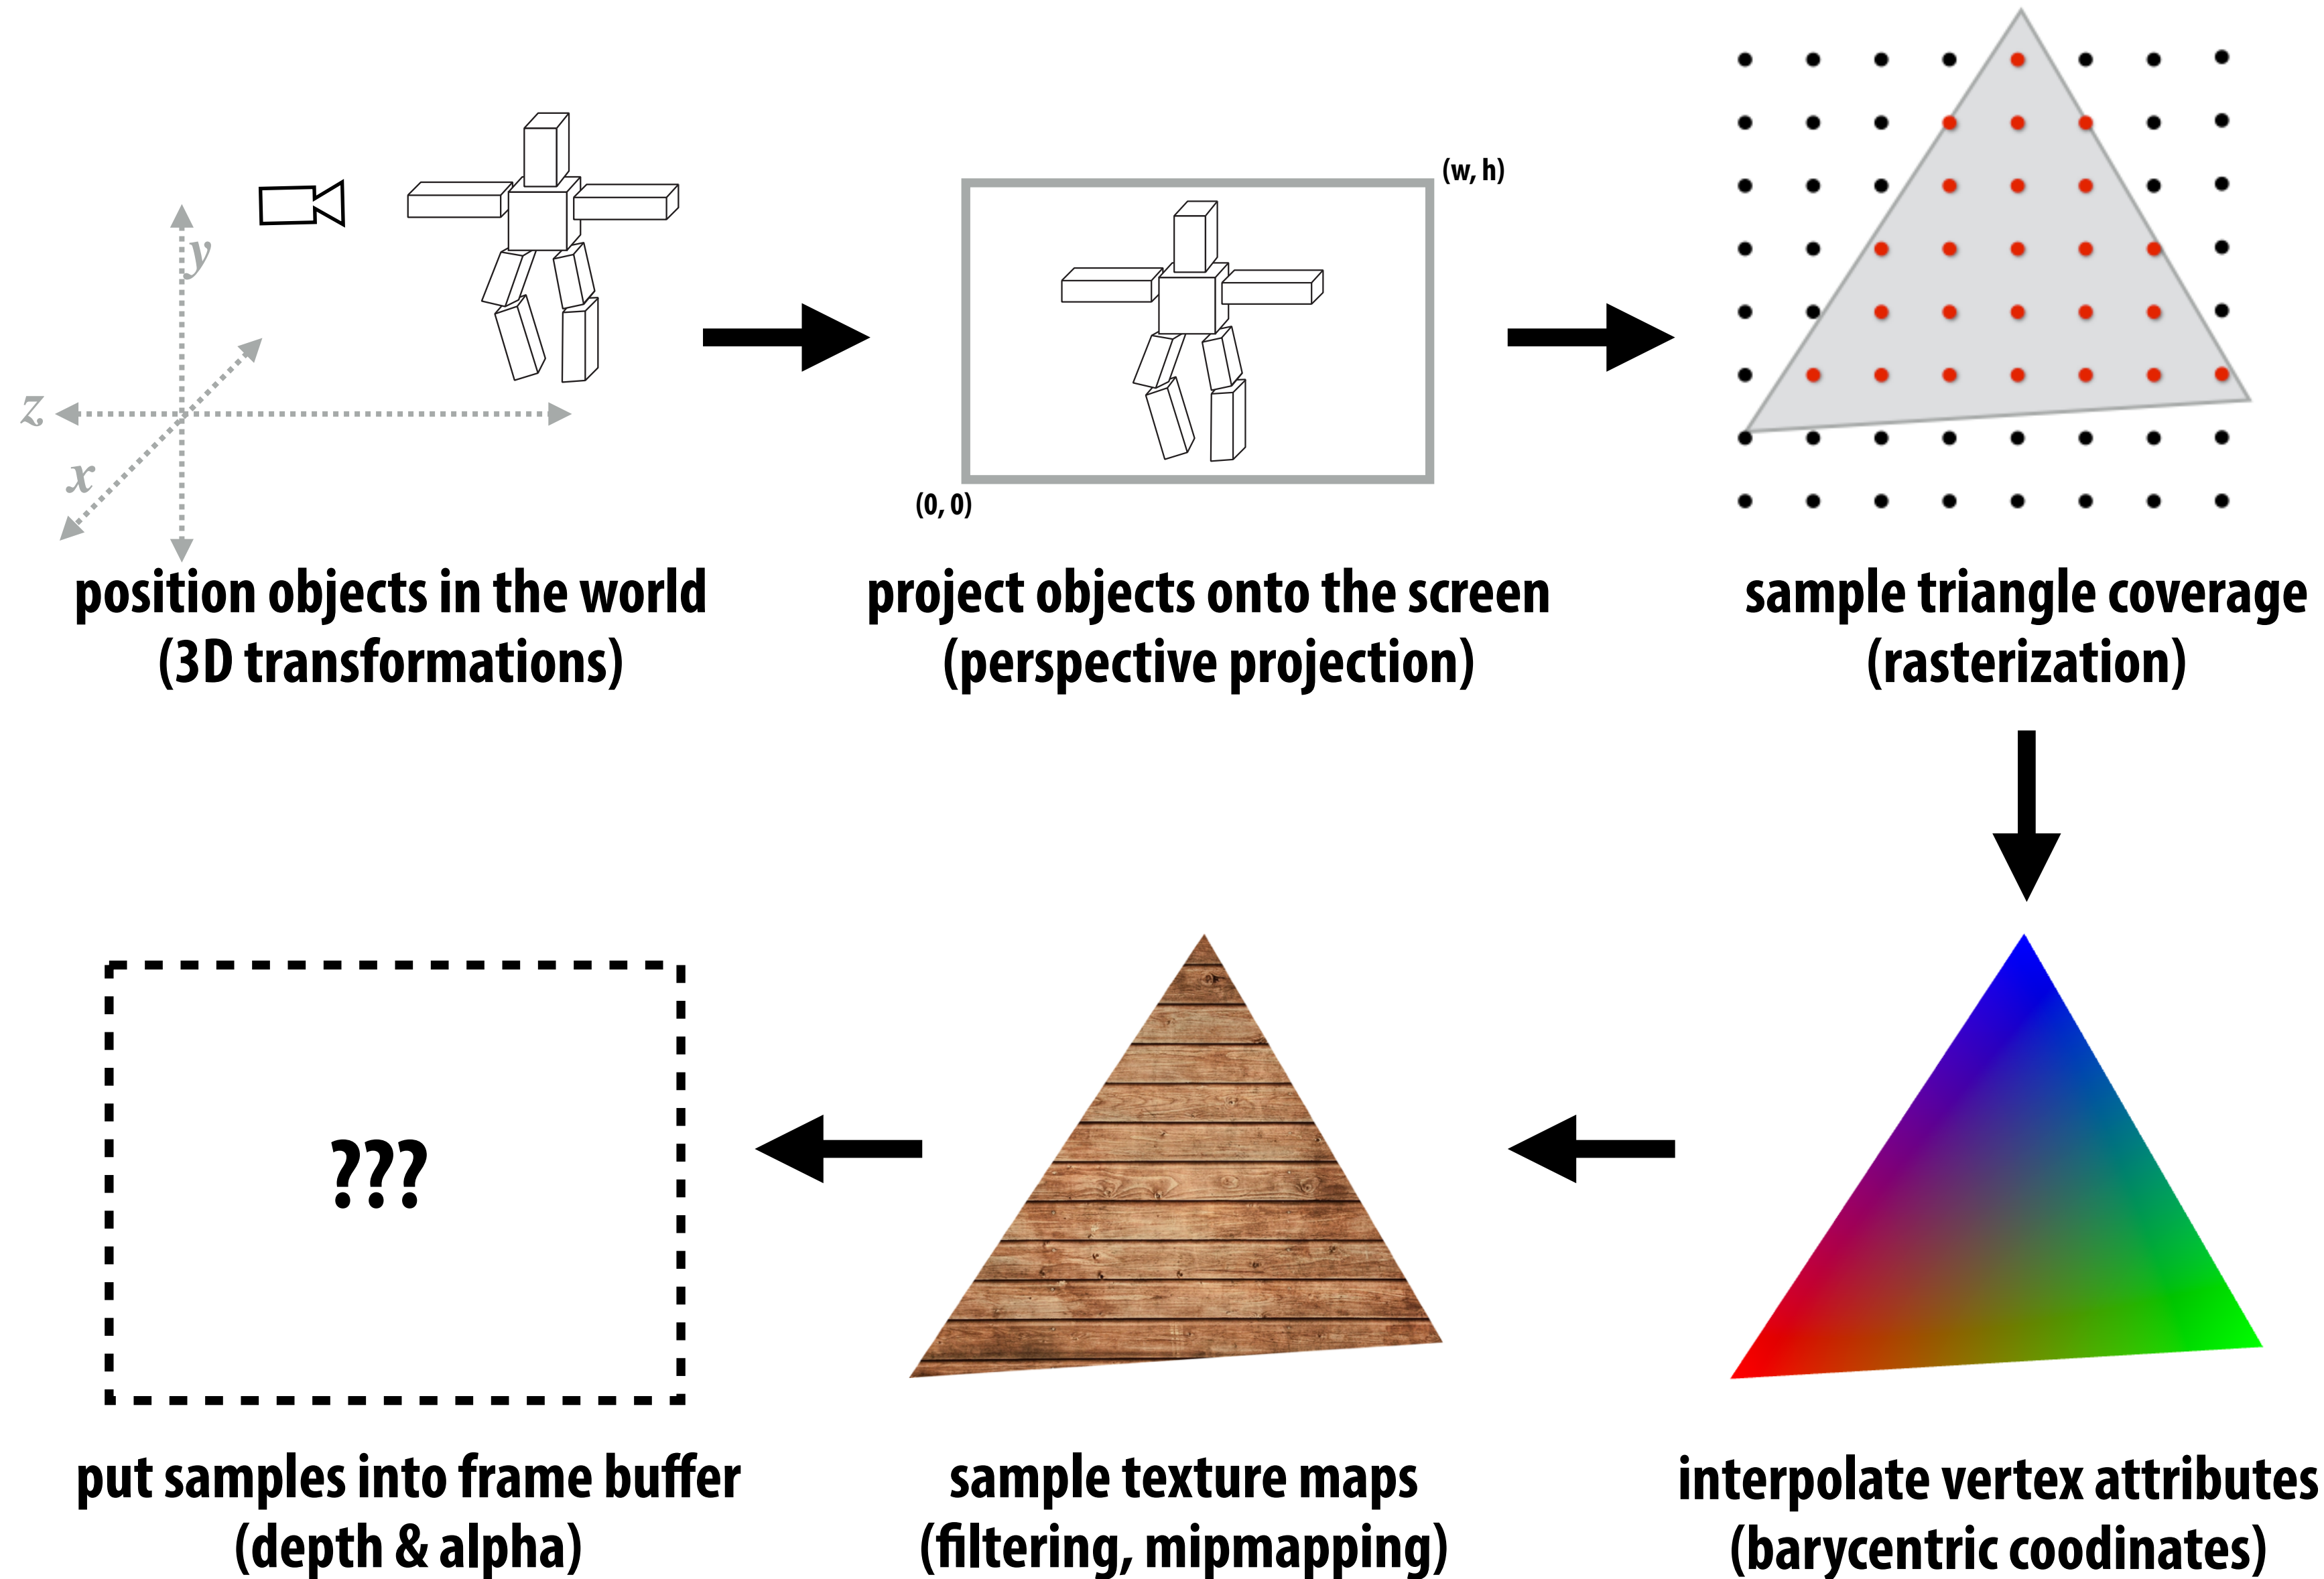 y
z
x
(w, h)
(0, 0)
position objects in the world
(3D transformations)
project objects onto the screen
(perspective projection)
sample triangle coverage
(rasterization)
???
put samples into frame buffer
(depth & alpha)
sample texture maps
(filtering, mipmapping)
interpolate vertex attributes
(barycentric coodinates)